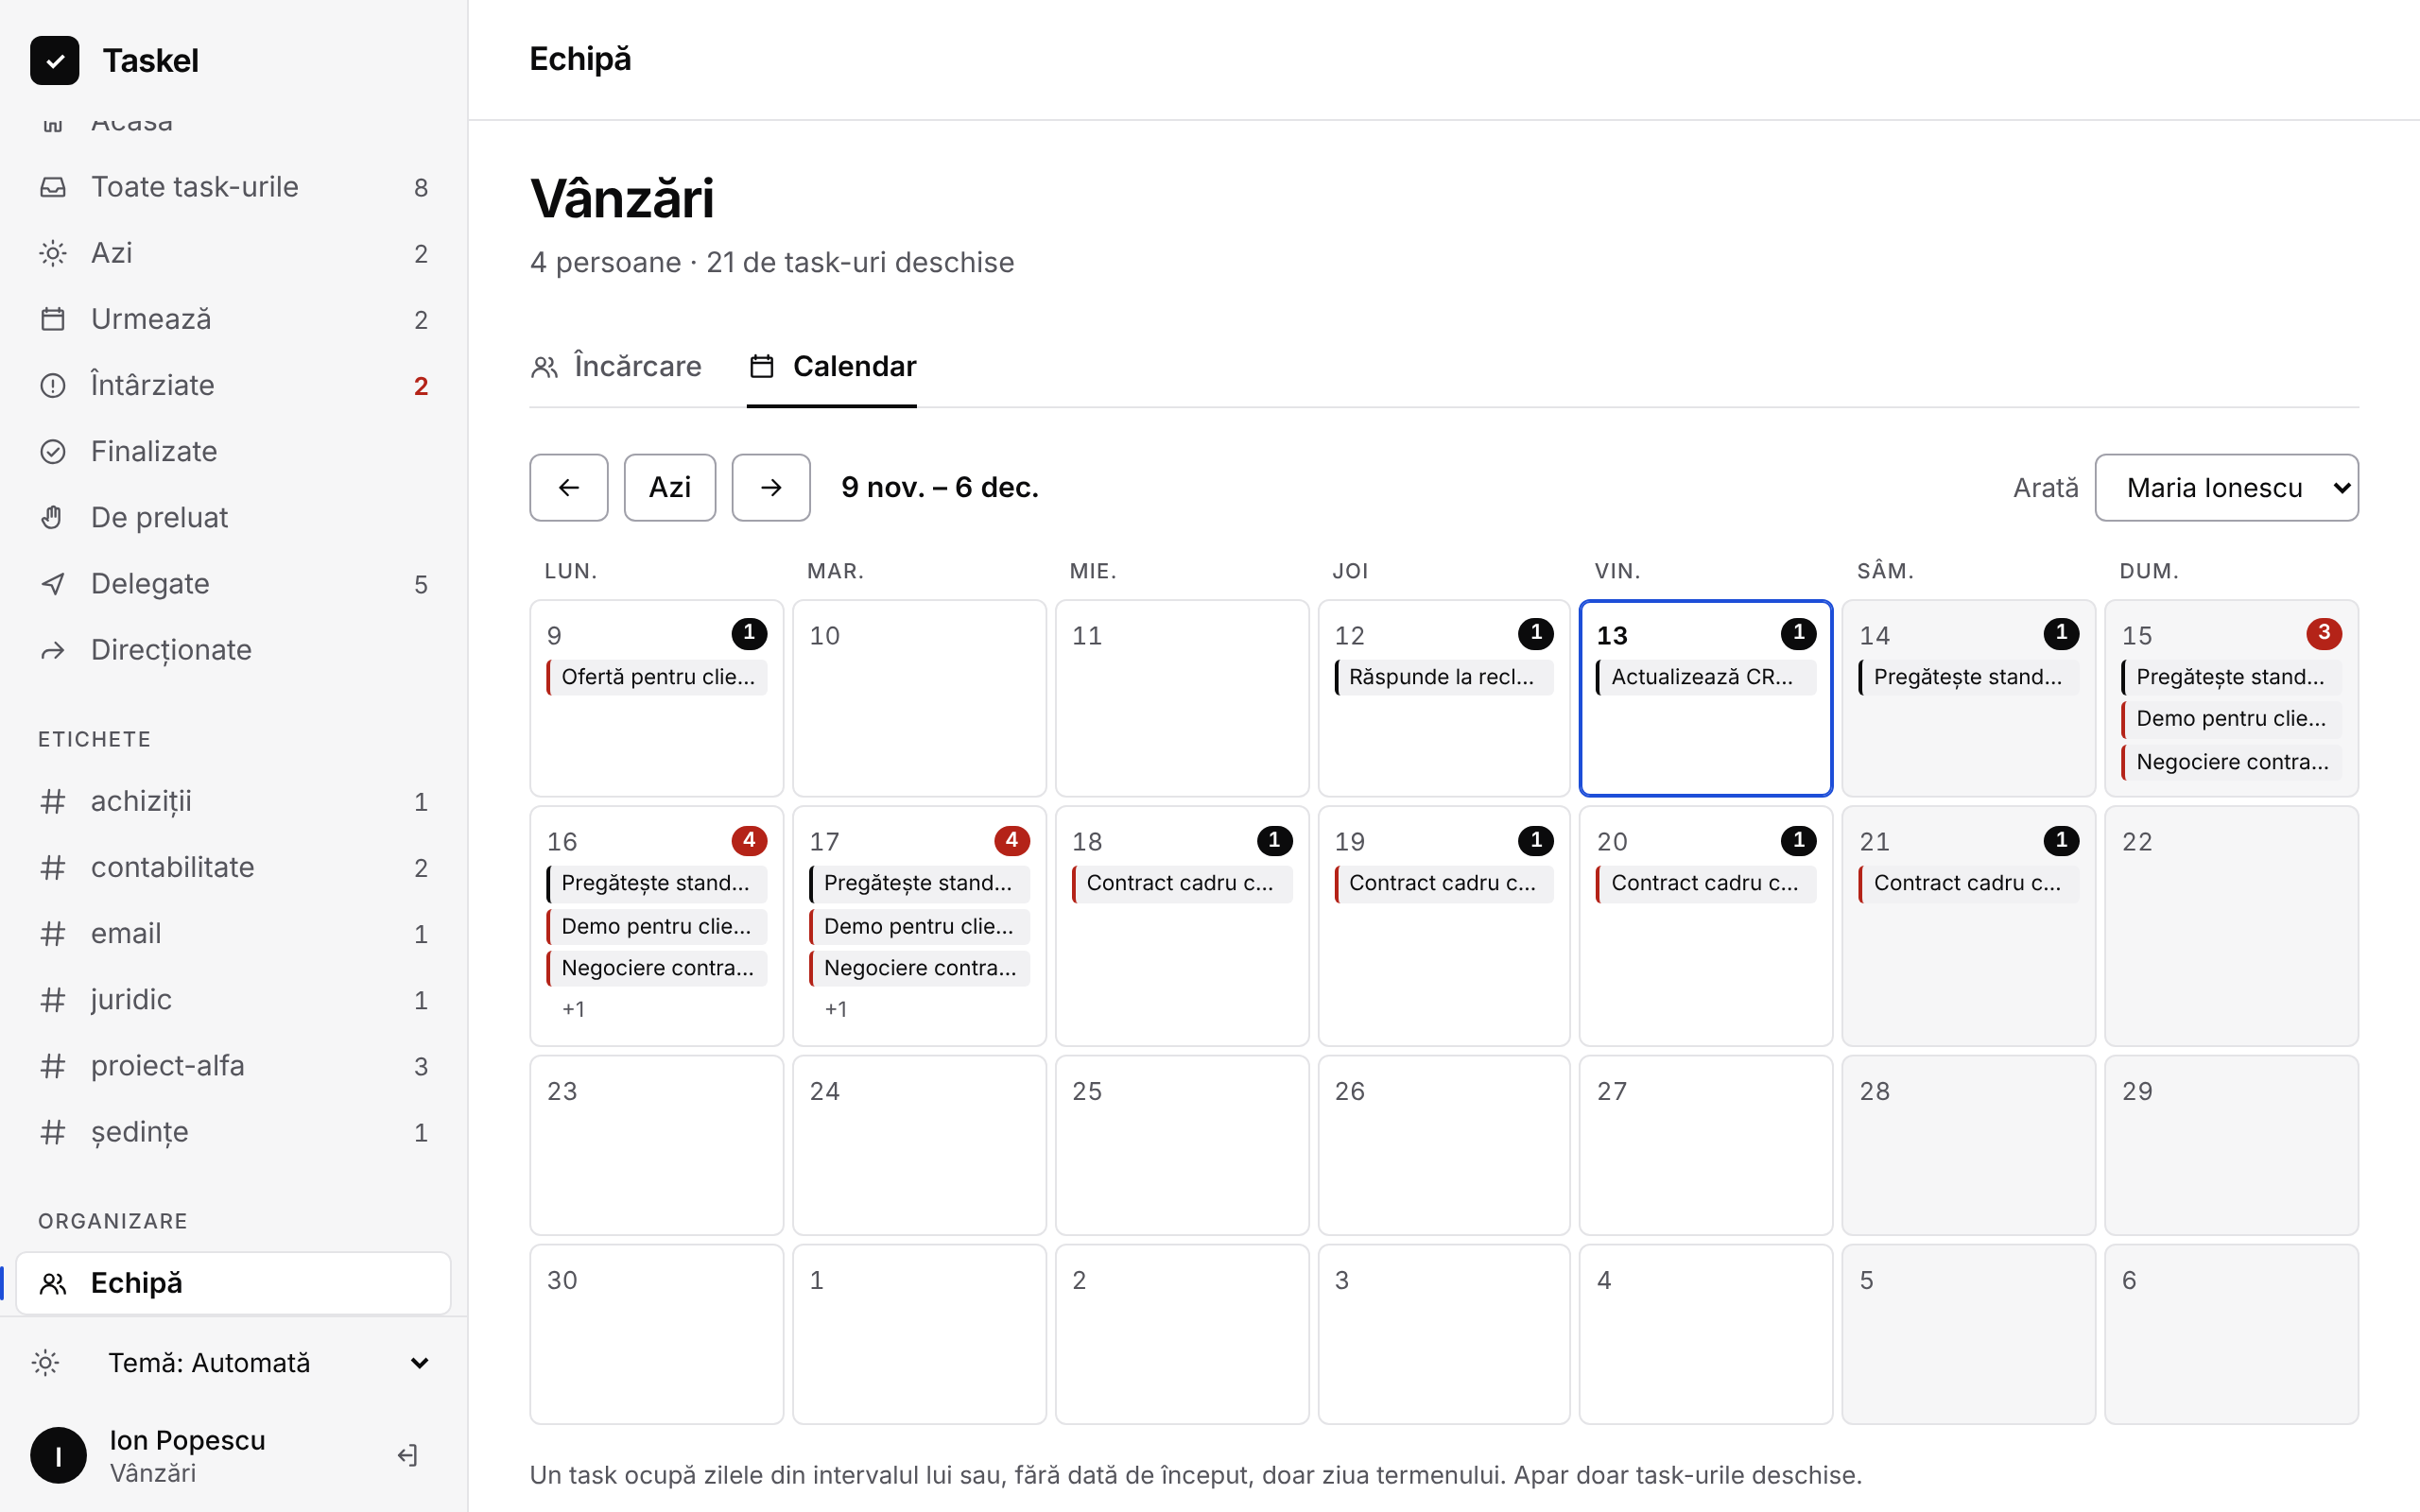 Taskel
Acasă
Toate task-urile 8
Azi 2
Urmează 2
Întârziate 2
Finalizate
De preluat
Delegate 5
Direcționate
ETICHETE
achiziții 1
contabilitate 2
email 1
juridic 1
proiect-alfa 3
ședințe 1
ORGANIZARE
Echipă
Temă: Automată
I
Ion Popescu
Vânzări
Echipă
Vânzări
4 persoane · 21 de task-uri deschise
Încărcare Calendar
← Azi → 9 nov. – 6 dec. Arată Maria Ionescu
LUN. MAR. MIE. JOI VIN. SÂM. DUM.
9 1 10 11 12 1 13 1 14 1 15 3
Ofertă pentru clie... Răspunde la recl... Actualizează CR... Pregătește stand... Pregătește stand...
Demo pentru clie...
Negociere contra...
16 4 17 4 18 1 19 1 20 1 21 1 22
Pregătește stand... Pregătește stand... Contract cadru c... Contract cadru c... Contract cadru c... Contract cadru c...
Demo pentru clie... Demo pentru clie...
Negociere contra... Negociere contra...
+1 +1
23 24 25 26 27 28 29
30 1 2 3 4 5 6
Un task ocupă zilele din intervalul lui sau, fără dată de început, doar ziua termenului. Apar doar task-urile deschise.